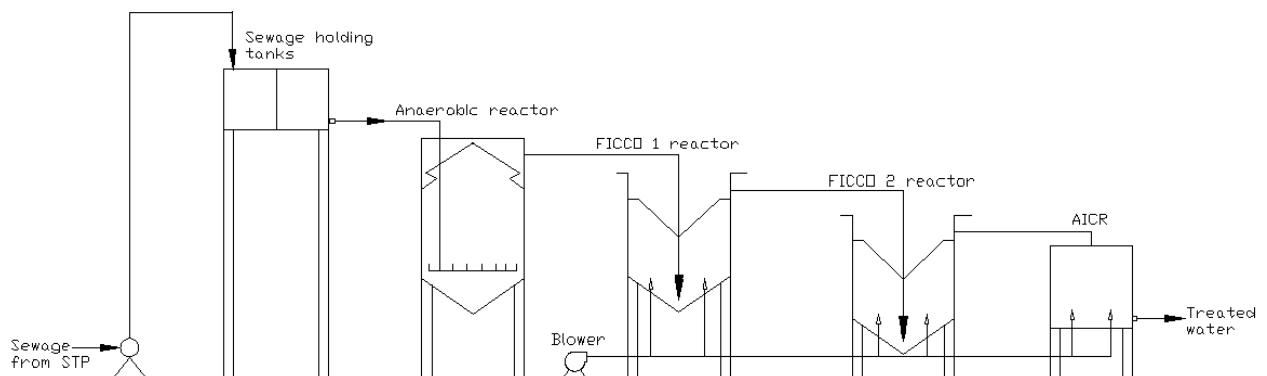 Sewage holding
tanks
Anaerobic reactor
FICCO 1 reactor
FICCO 2 reactor
AICR
Treated
water
Blower
Sewage
from STP